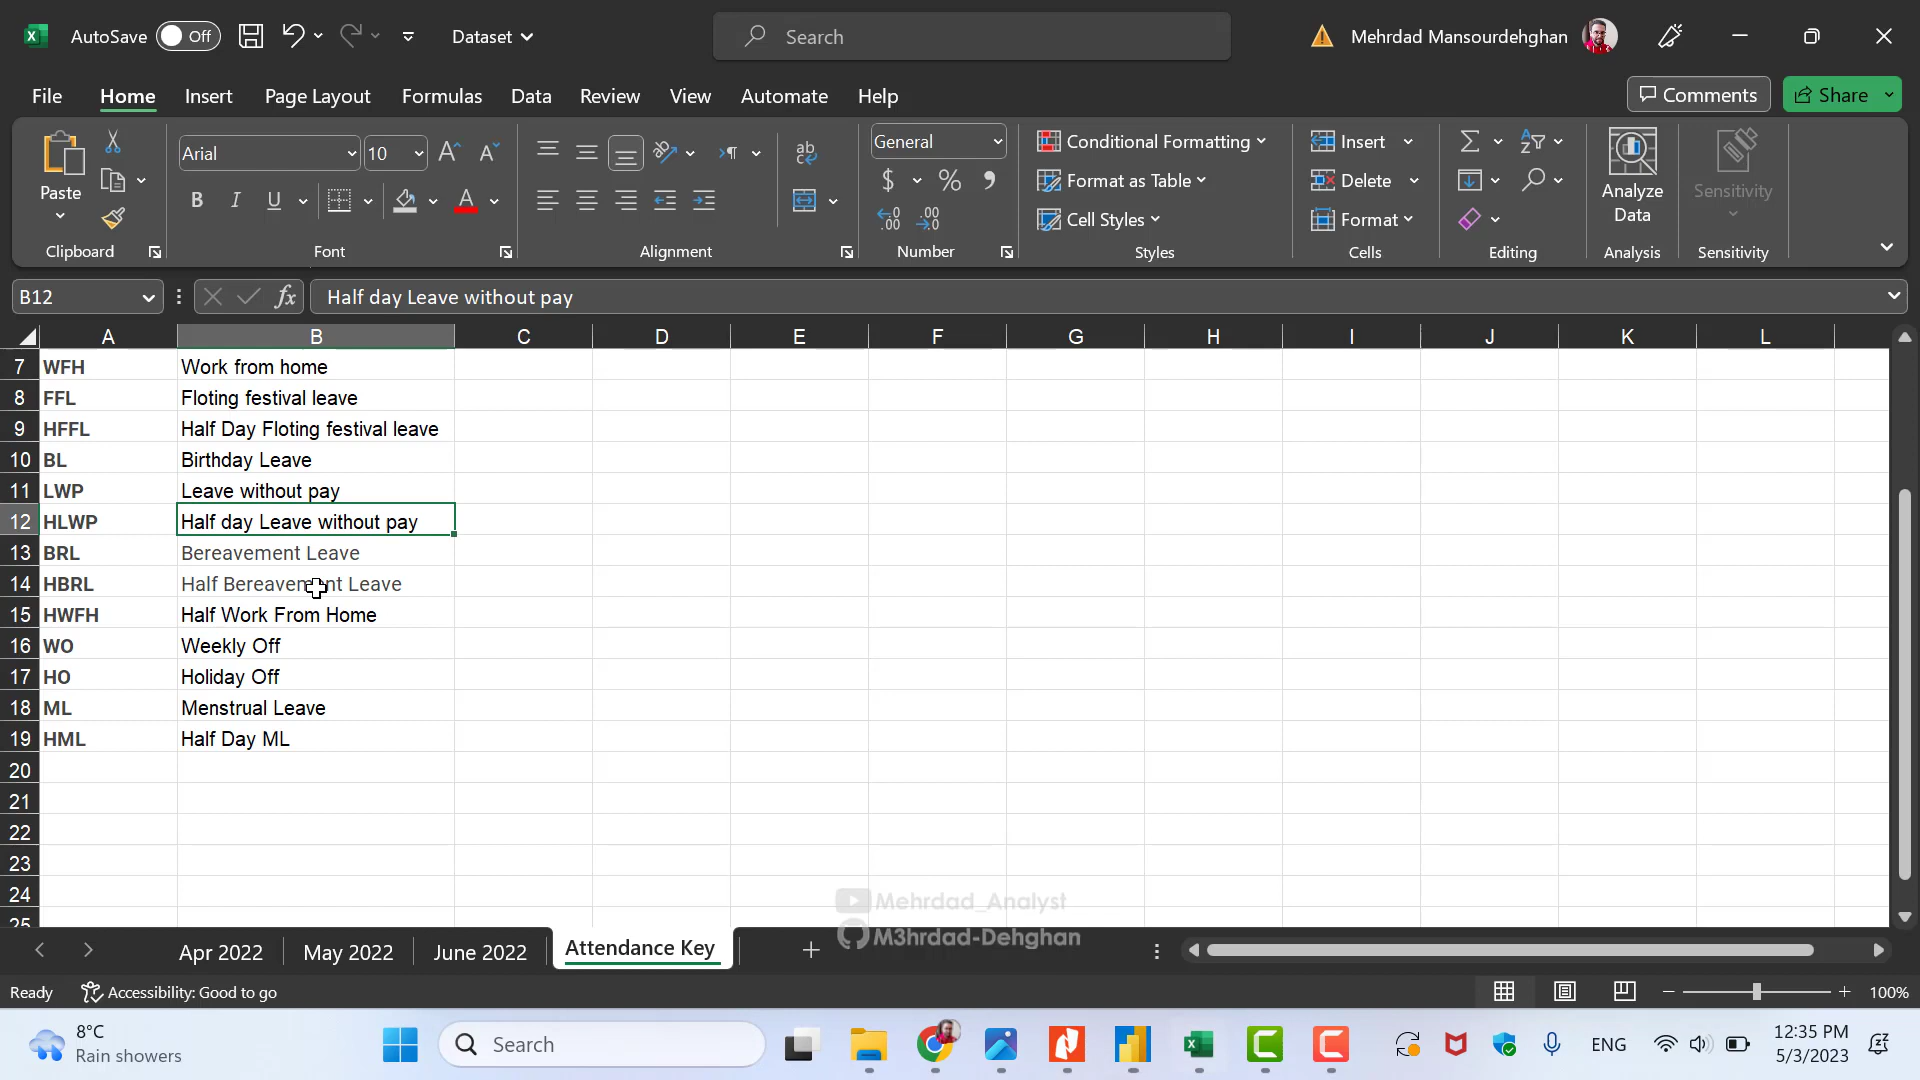 AutoSave Off Dataset Search Mehrdad Mansourdehghan
File Home Insert Page Layout Formulas Data Review View Automate Help Comments Share
Paste
Clipboard
Arial 10
B I U
Font
ab
Alignment
General
$ % 9
.00
.00
Number
Conditional Formatting
Format as Table
Cell Styles
Styles
Insert
Delete
Format
Cells
Editing
Analyze
Data
Analysis
Sensitivity
Sensitivity
B12 fx Half day Leave without pay
A B C D E F G H I J K L
7 WFH Work from home
8 FFL Floting festival leave
9 HFFL Half Day Floting festival leave
10 BL Birthday Leave
11 LWP Leave without pay
12 HLWP Half day Leave without pay
13 BRL Bereavement Leave
14 HBRL Half Bereavement Leave
15 HWFH Half Work From Home
16 WO Weekly Off
17 HO Holiday Off
18 ML Menstrual Leave
19 HML Half Day ML
20
21
22
23
24
25
Mehrdad_Analyst
M3hrdad-Dehghan
Apr 2022 May 2022 June 2022 Attendance Key
Ready Accessibility: Good to go 100%
8°C
Rain showers
Search
ENG
12:35 PM
5/3/2023